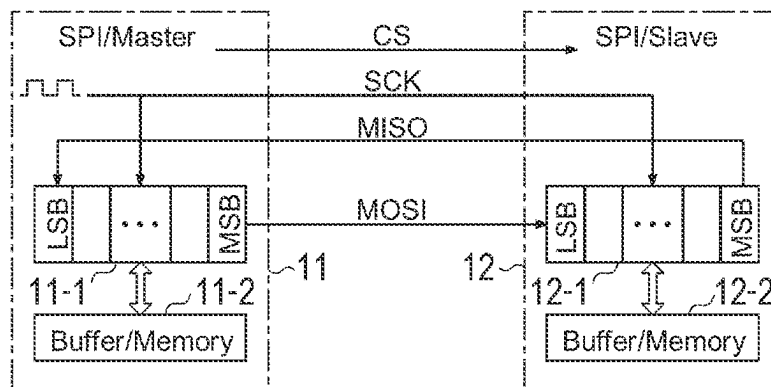 SPI/Master
CS
SPI/Slave
SCK
MISO
LSB
...
MSB
MOSI
LSB
...
MSB
11
12
11-1
11-2
12-1
12-2
Buffer/Memory
Buffer/Memory